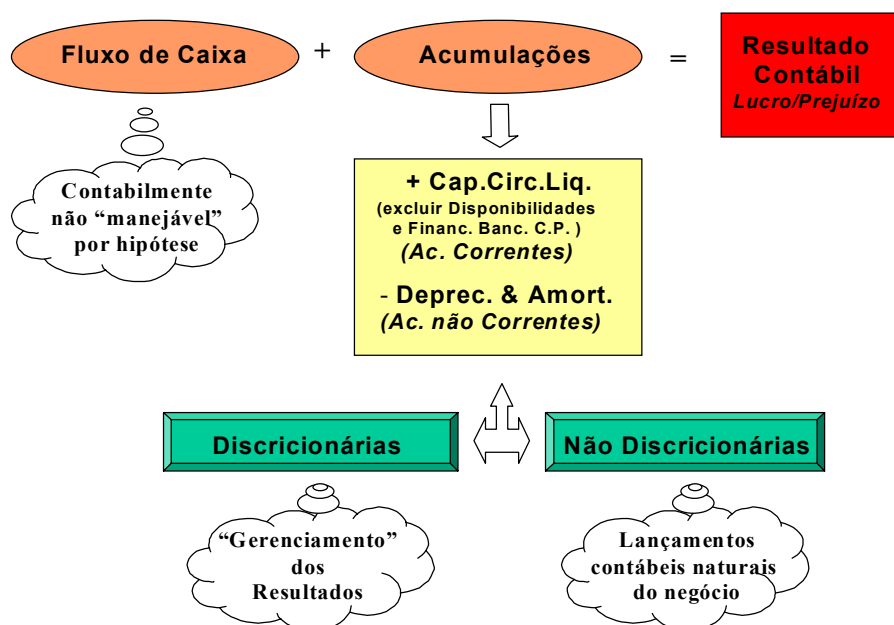 Fluxo de Caixa
+
Acumulações
=
Resultado
Contábil
Lucro/Prejuízo
Contabilmente
não “manejável”
por hipótese
+ Cap.Circ.Liq.
(excluir Disponibilidades
e Financ. Banc. C.P. )
(Ac. Correntes)
- Deprec. & Amort.
(Ac. não Correntes)
Discricionárias
Não Discricionárias
“Gerenciamento”
dos
Resultados
Lançamentos
contábeis naturais
do negócio